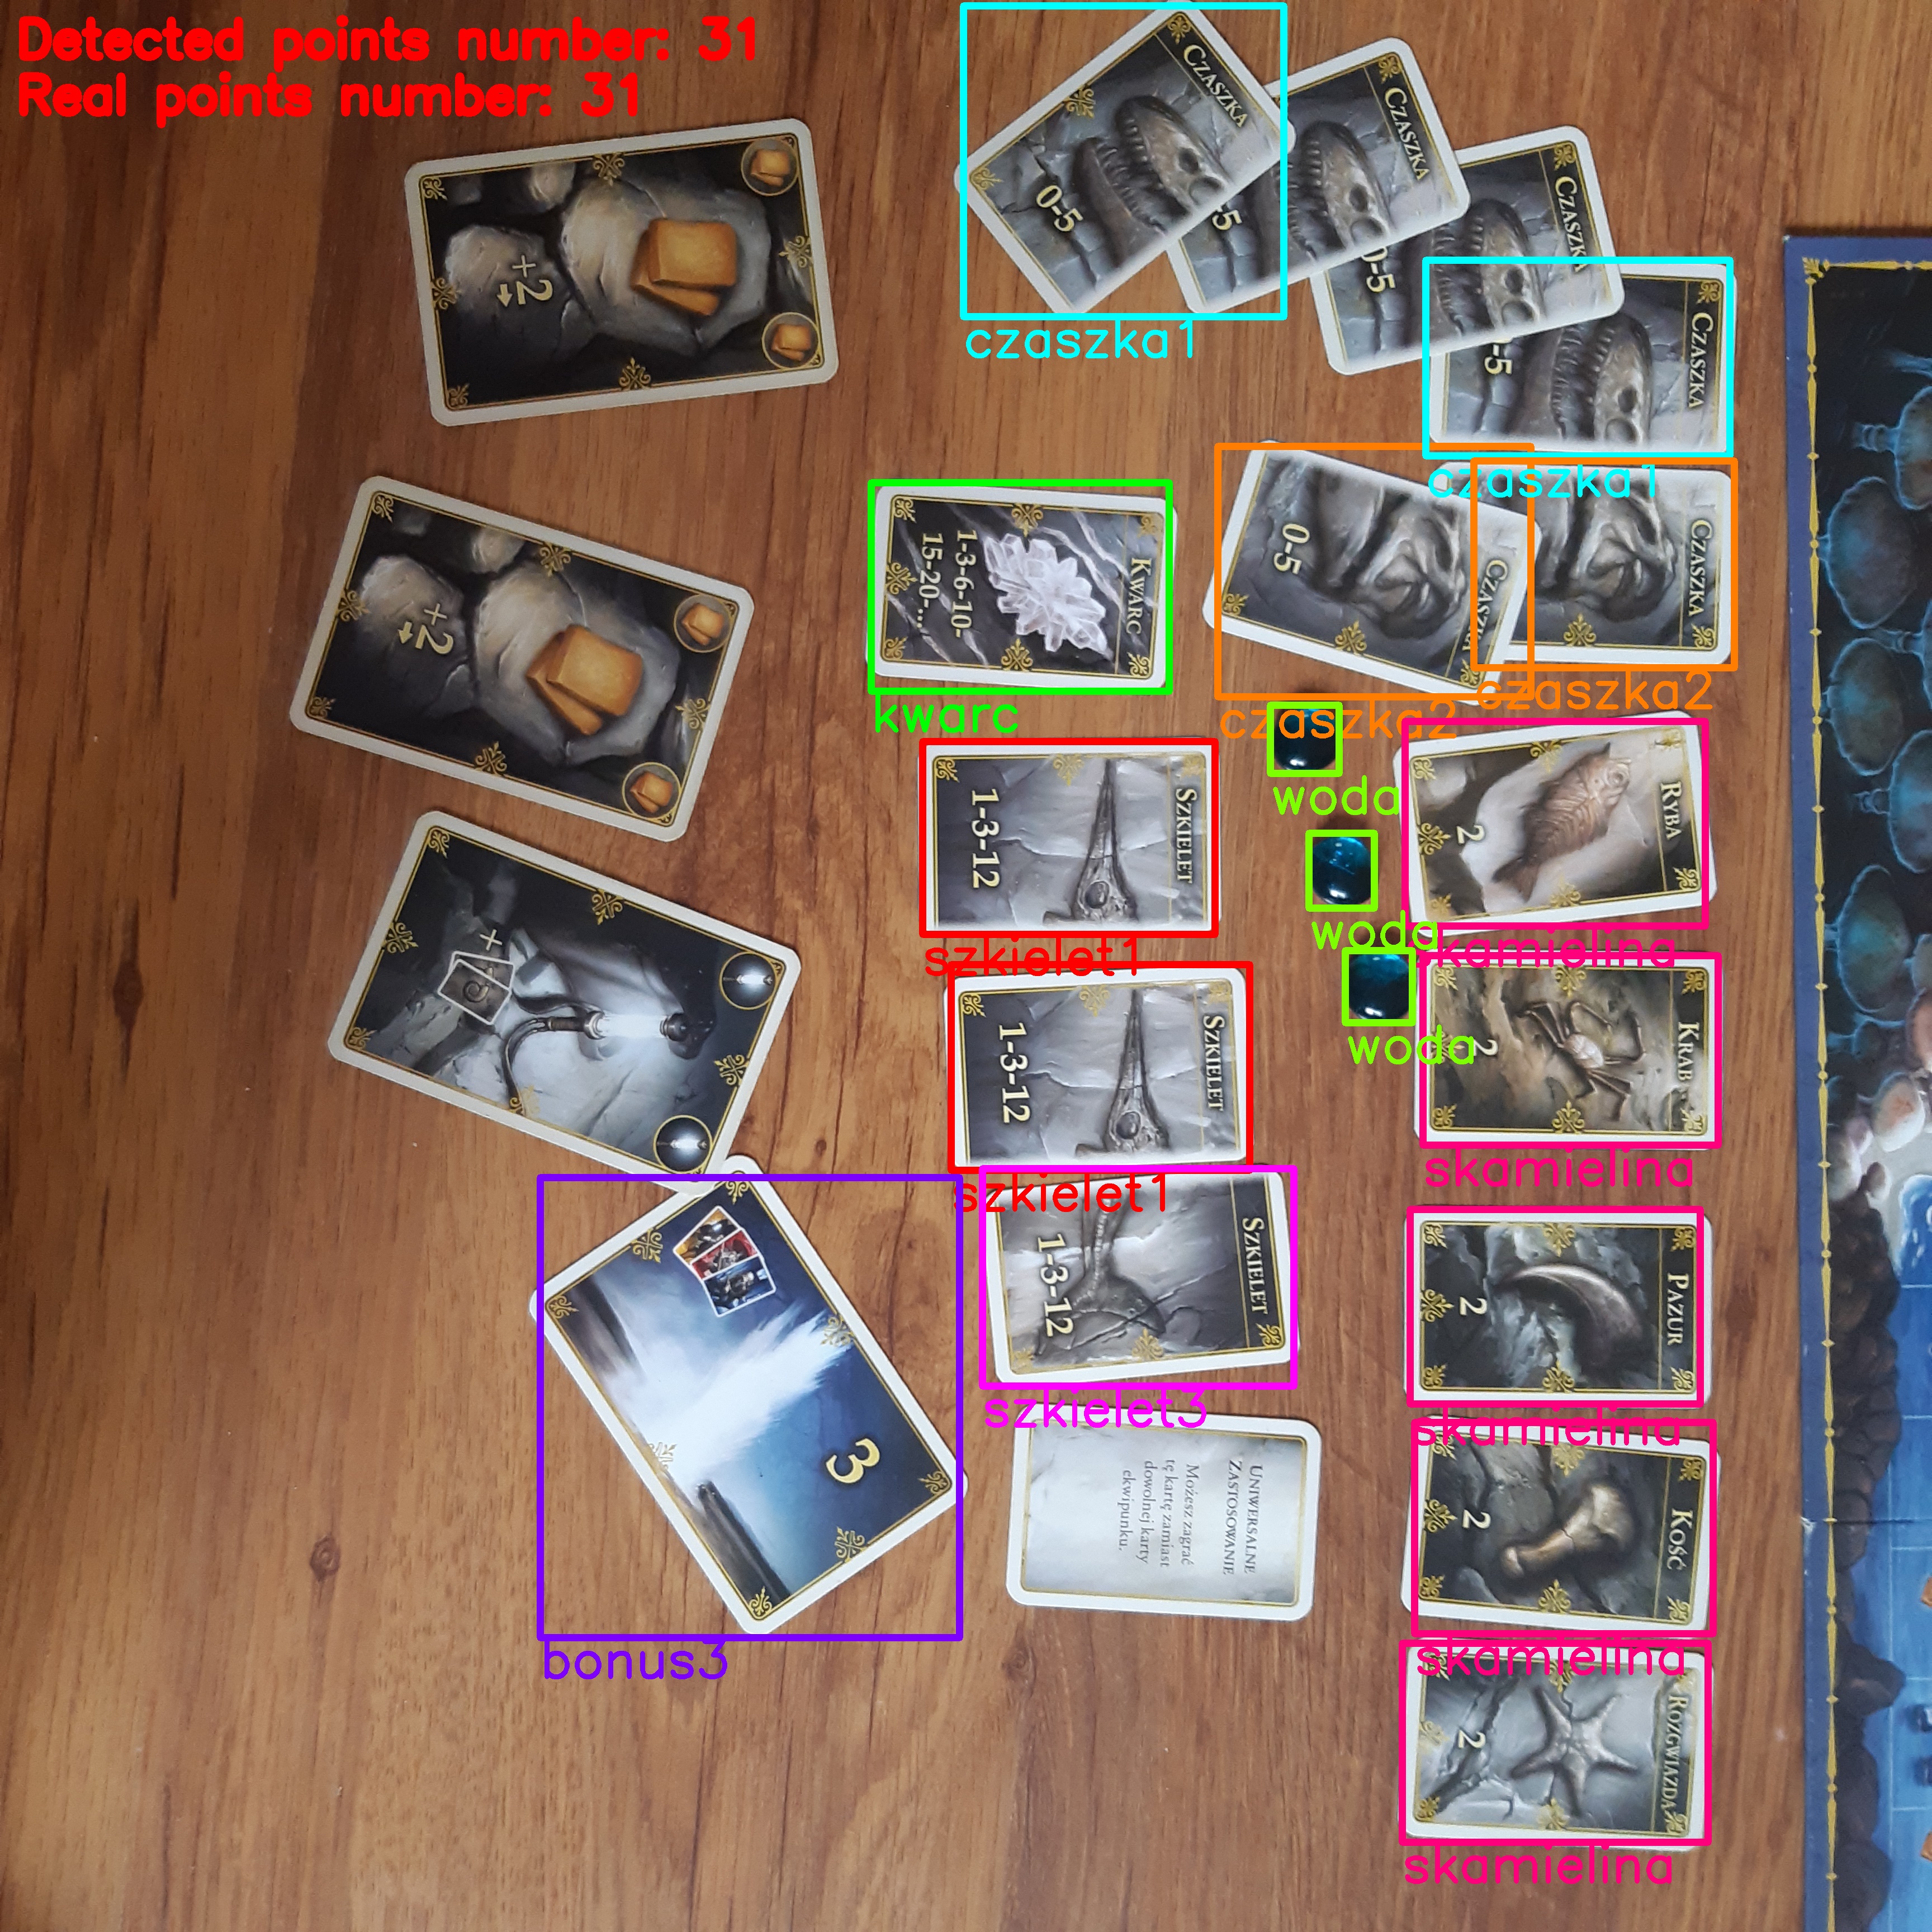 Detected points number: 31
Real points number: 31
CZASZKA
0-5
czaszka1
CZASZKA
-5
CZASZKA
0-5
CZASZKA
-5
czaszka1
+2
+2
KWARC
1-3-6-10-
15-20-...
kwarc
CZASZKA
0-5
czaszka2
CZASZKA
czaszka2
woda
woda
woda
SZKIELET
1-3-12
szkielet1
SZKIELET
1-3-12
szkielet1
SZKIELET
1-3-12
szkielet3
RYBA
2
skamielina
KRAB
2
skamielina
PAZUR
2
skamielina
KOŚĆ
2
skamielina
ROZGWIAZDA
2
skamielina
+
3
bonus3
UNIWERSALNE
ZASTOSOWANIE
Możesz zagrać
tę kartę zamiast
dowolnej karty
ekwipunku.